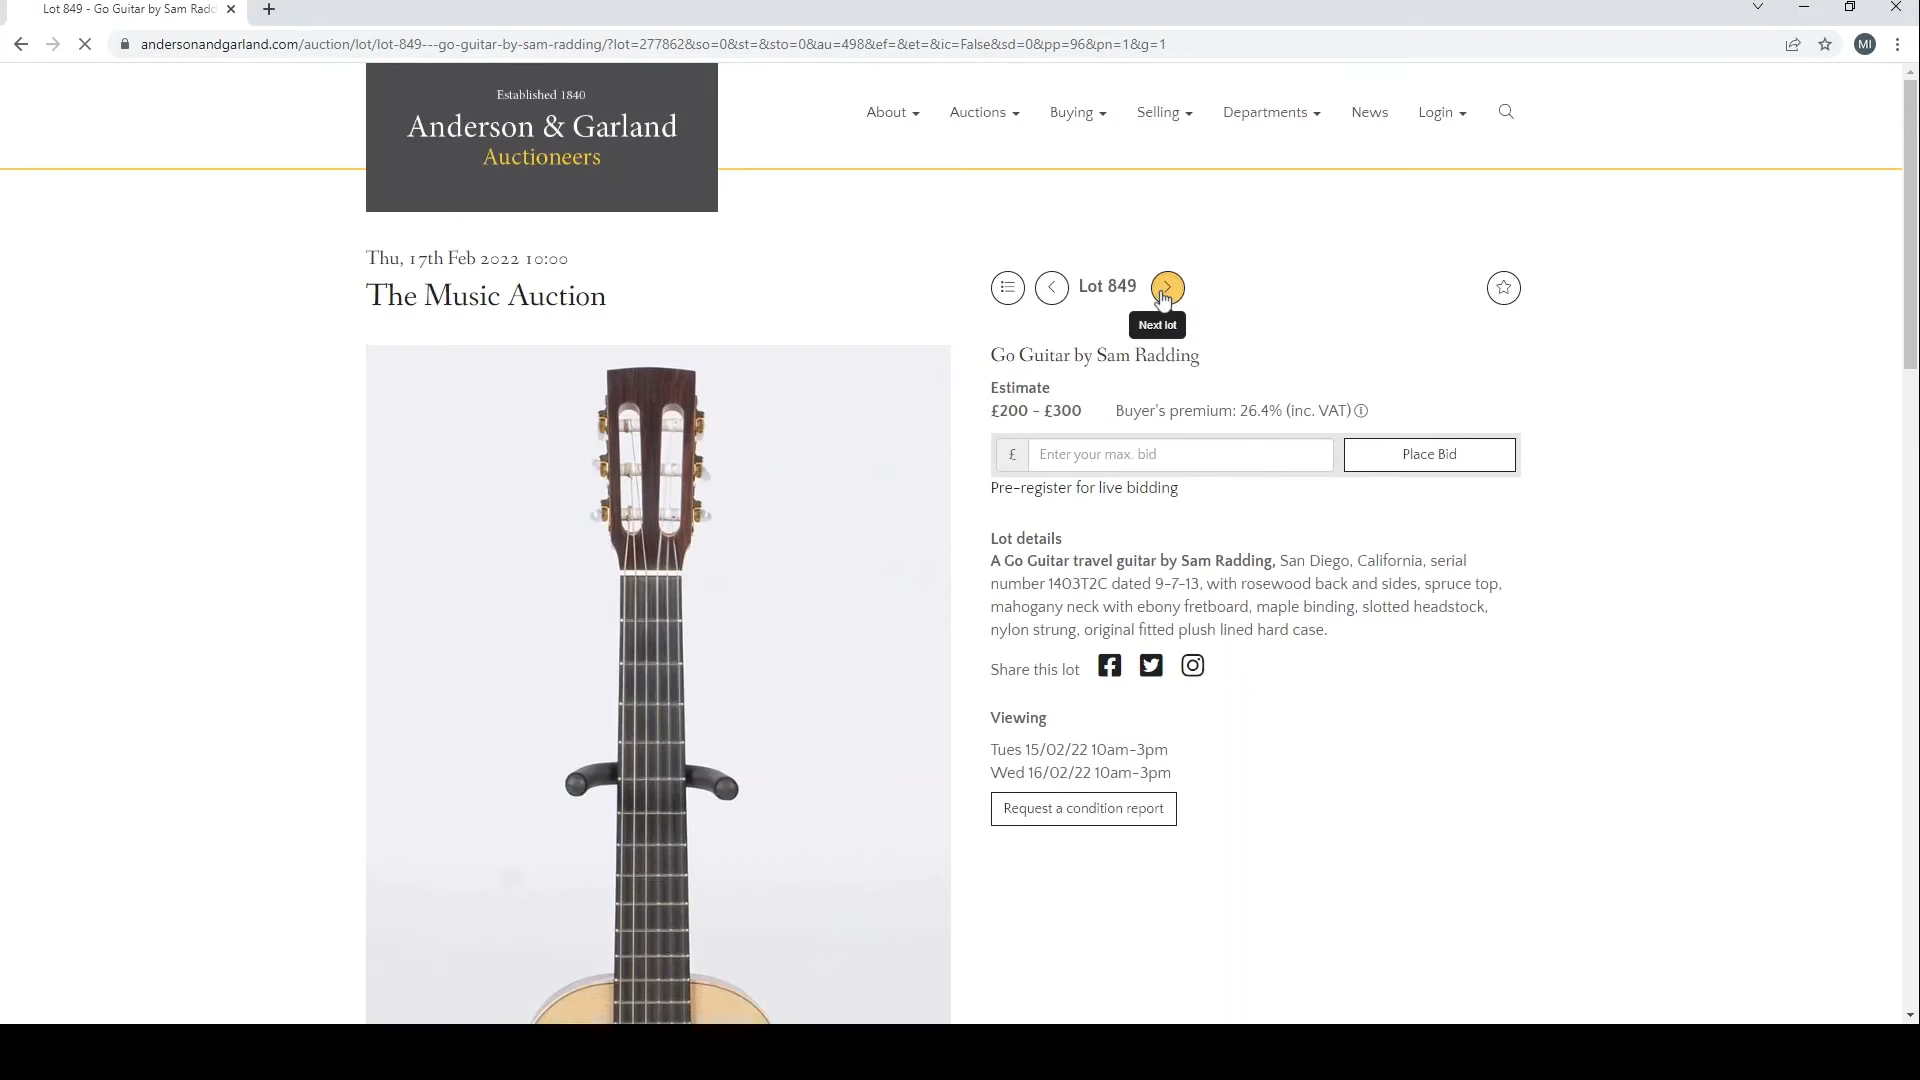 Lot 849 - Go Guitar by Sam Radd
andersonandgarland.com/auction/lot/lot-849---go-guitar-by-sam-radding/?lot=277862&so=0&st=&sto=0&au=498&ef=&et=&ic=False&sd=0&pp=96&pn=1&g=1
MI
Established 1840
Anderson & Garland
Auctioneers
About
Auctions
Buying
Selling
Departments
News
Login
Thu, 17th Feb 2022 10:00
The Music Auction
Lot 849
Next lot
Go Guitar by Sam Radding
Estimate
£200 - £300 Buyer's premium: 26.4% (inc. VAT)
£ Enter your max. bid Place Bid
Pre-register for live bidding
Lot details
A Go Guitar travel guitar by Sam Radding, San Diego, California, serial
number 1403T2C dated 9-7-13, with rosewood back and sides, spruce top,
mahogany neck with ebony fretboard, maple binding, slotted headstock,
nylon strung, original fitted plush lined hard case.
Share this lot
Viewing
Tues 15/02/22 10am-3pm
Wed 16/02/22 10am-3pm
Request a condition report